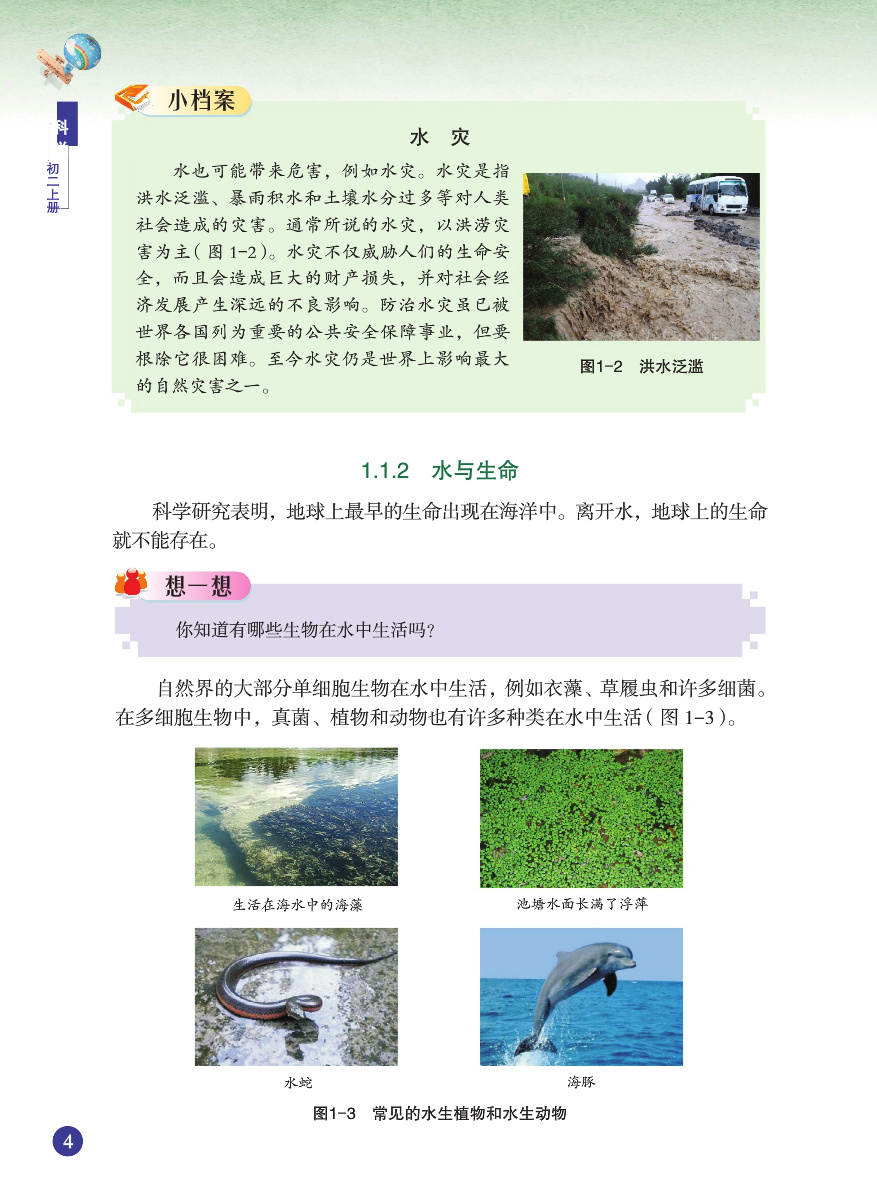 科
初二上册
小档案
水 灾
水也可能带来危害，例如水灾。水灾是指
洪水泛滥、暴雨积水和土壤水分过多等对人类
社会造成的灾害。通常所说的水灾，以洪涝灾
害为主（图 1-2）。水灾不仅威胁人们的生命安
全，而且会造成巨大的财产损失，并对社会经
济发展产生深远的不良影响。防治水灾虽已被
世界各国列为重要的公共安全保障事业，但要
根除它很困难。至今水灾仍是世界上影响最大
的自然灾害之一。
图1-2 洪水泛滥
1.1.2 水与生命
科学研究表明，地球上最早的生命出现在海洋中。离开水，地球上的生命
就不能存在。
想一想
你知道有哪些生物在水中生活吗？
自然界的大部分单细胞生物在水中生活，例如衣藻、草履虫和许多细菌。
在多细胞生物中，真菌、植物和动物也有许多种类在水中生活（图 1-3）。
生活在海水中的海藻
池塘水面长满了浮萍
水蛇
海豚
图1-3 常见的水生植物和水生动物
4